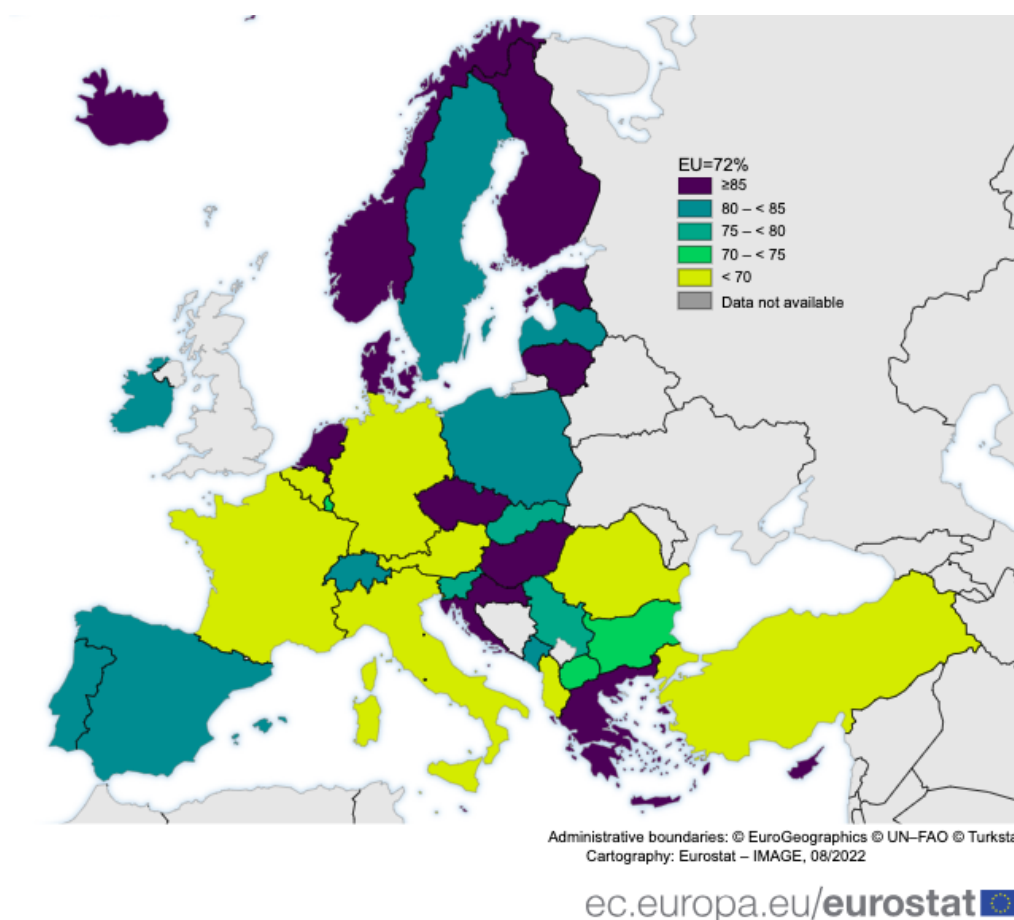 EU=72%
≥85
80 – < 85
75 – < 80
70 – < 75
< 70
Data not available
Administrative boundaries: © EuroGeographics © UN–FAO © Turksta
Cartography: Eurostat – IMAGE, 08/2022
ec.europa.eu/eurostat